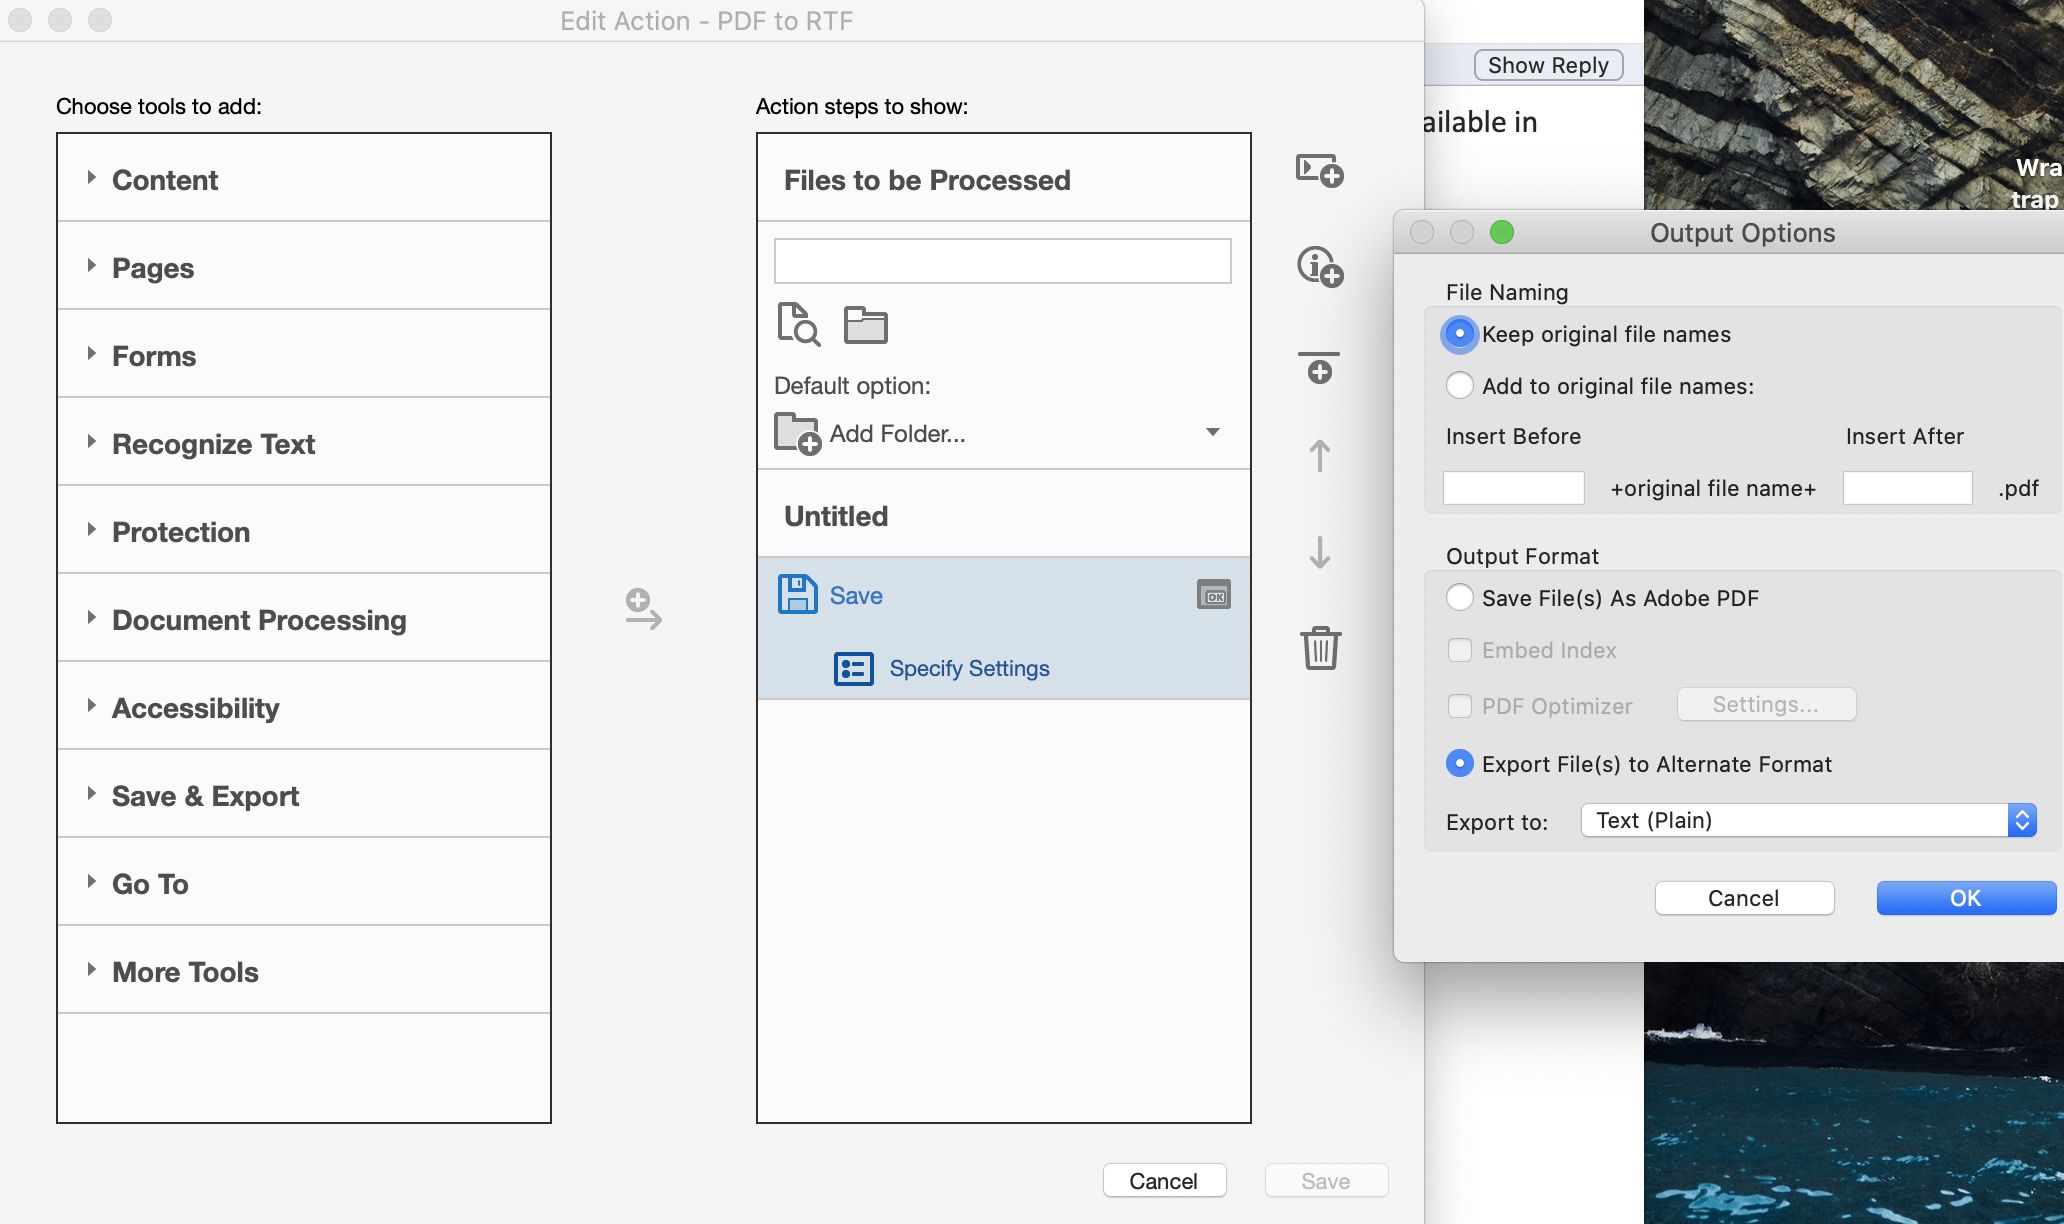 Edit Action - PDF to RTF
Choose tools to add:
Content
Pages
Forms
Recognize Text
Protection
Document Processing
Accessibility
Save & Export
Go To
More Tools
Action steps to show:
Files to be Processed
Default option:
Add Folder...
Untitled
Save
OK
Specify Settings
Cancel
Save
Show Reply
ailable in
Wra
trap
Output Options
File Naming
Keep original file names
Add to original file names:
Insert Before Insert After
+original file name+ .pdf
Output Format
Save File(s) As Adobe PDF
Embed Index
PDF Optimizer Settings...
Export File(s) to Alternate Format
Export to: Text (Plain)
Cancel OK